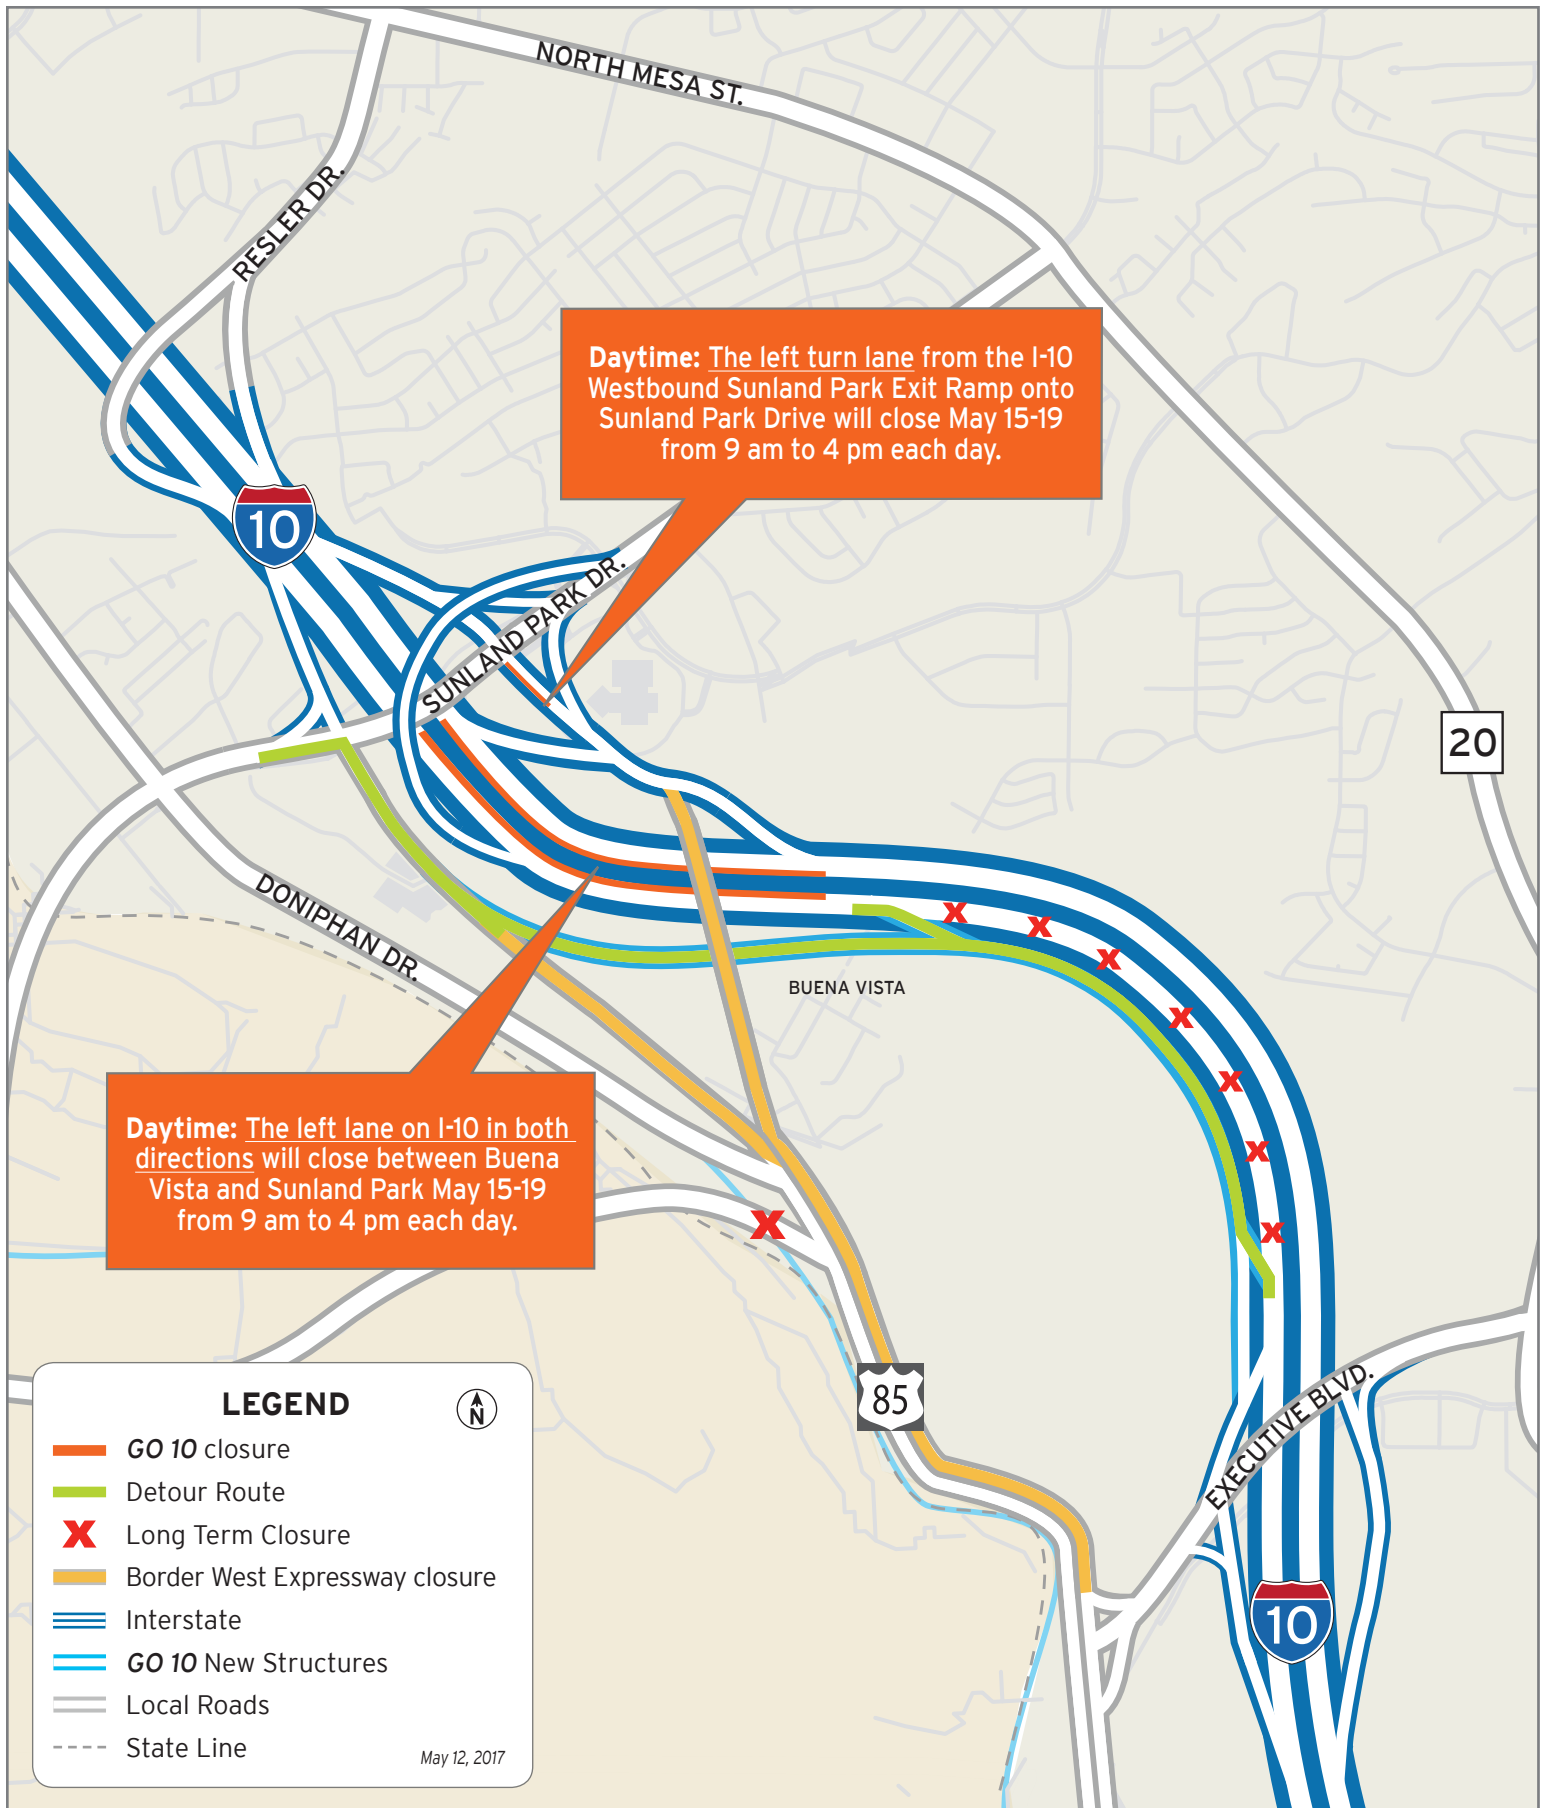 NORTH MESA ST.
RESLER DR.
Daytime: The left turn lane from the I-10
Westbound Sunland Park Exit Ramp onto
Sunland Park Drive will close May 15-19
from 9 am to 4 pm each day.
10
SUNLAND PARK DR.
20
DONIPHAN DR.
BUENA VISTA
Daytime: The left lane on I-10 in both
directions will close between Buena
Vista and Sunland Park May 15-19
from 9 am to 4 pm each day.
85
EXECUTIVE BLVD.
10
LEGEND
N
GO 10 closure
Detour Route
X Long Term Closure
Border West Expressway closure
Interstate
GO 10 New Structures
Local Roads
State Line
May 12, 2017